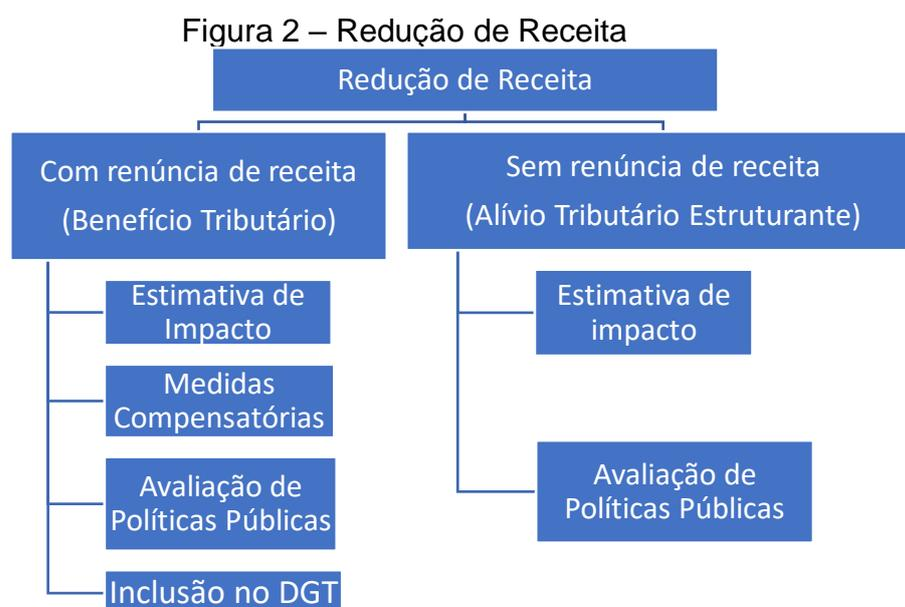 Figura 2 – Redução de Receita
Redução de Receita
Com renúncia de receita
(Benefício Tributário)
Estimativa de
Impacto
Medidas
Compensatórias
Avaliação de
Políticas Públicas
Inclusão no DGT
Sem renúncia de receita
(Alívio Tributário Estruturante)
Estimativa de
impacto
Avaliação de
Políticas Públicas